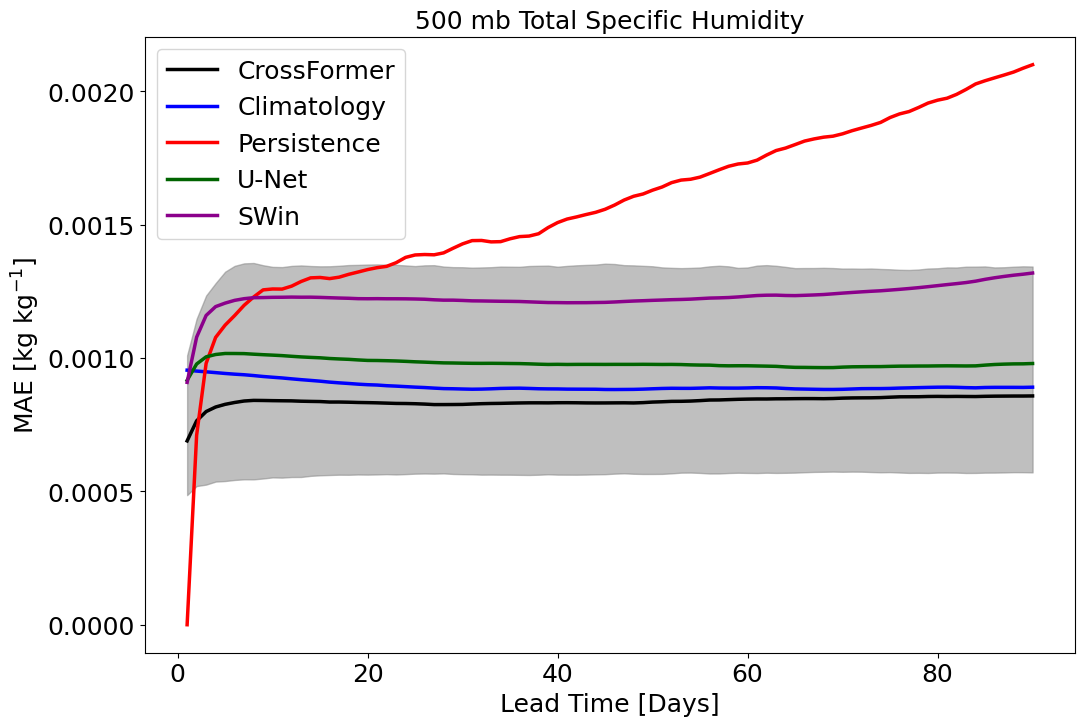 500 mb Total Specific Humidity
CrossFormer
Climatology
Persistence
U-Net
SWin
0.0020
0.0015
0.0010
0.0005
0.0000
MAE [kg kg⁻¹]
0 20 40 60 80
Lead Time [Days]